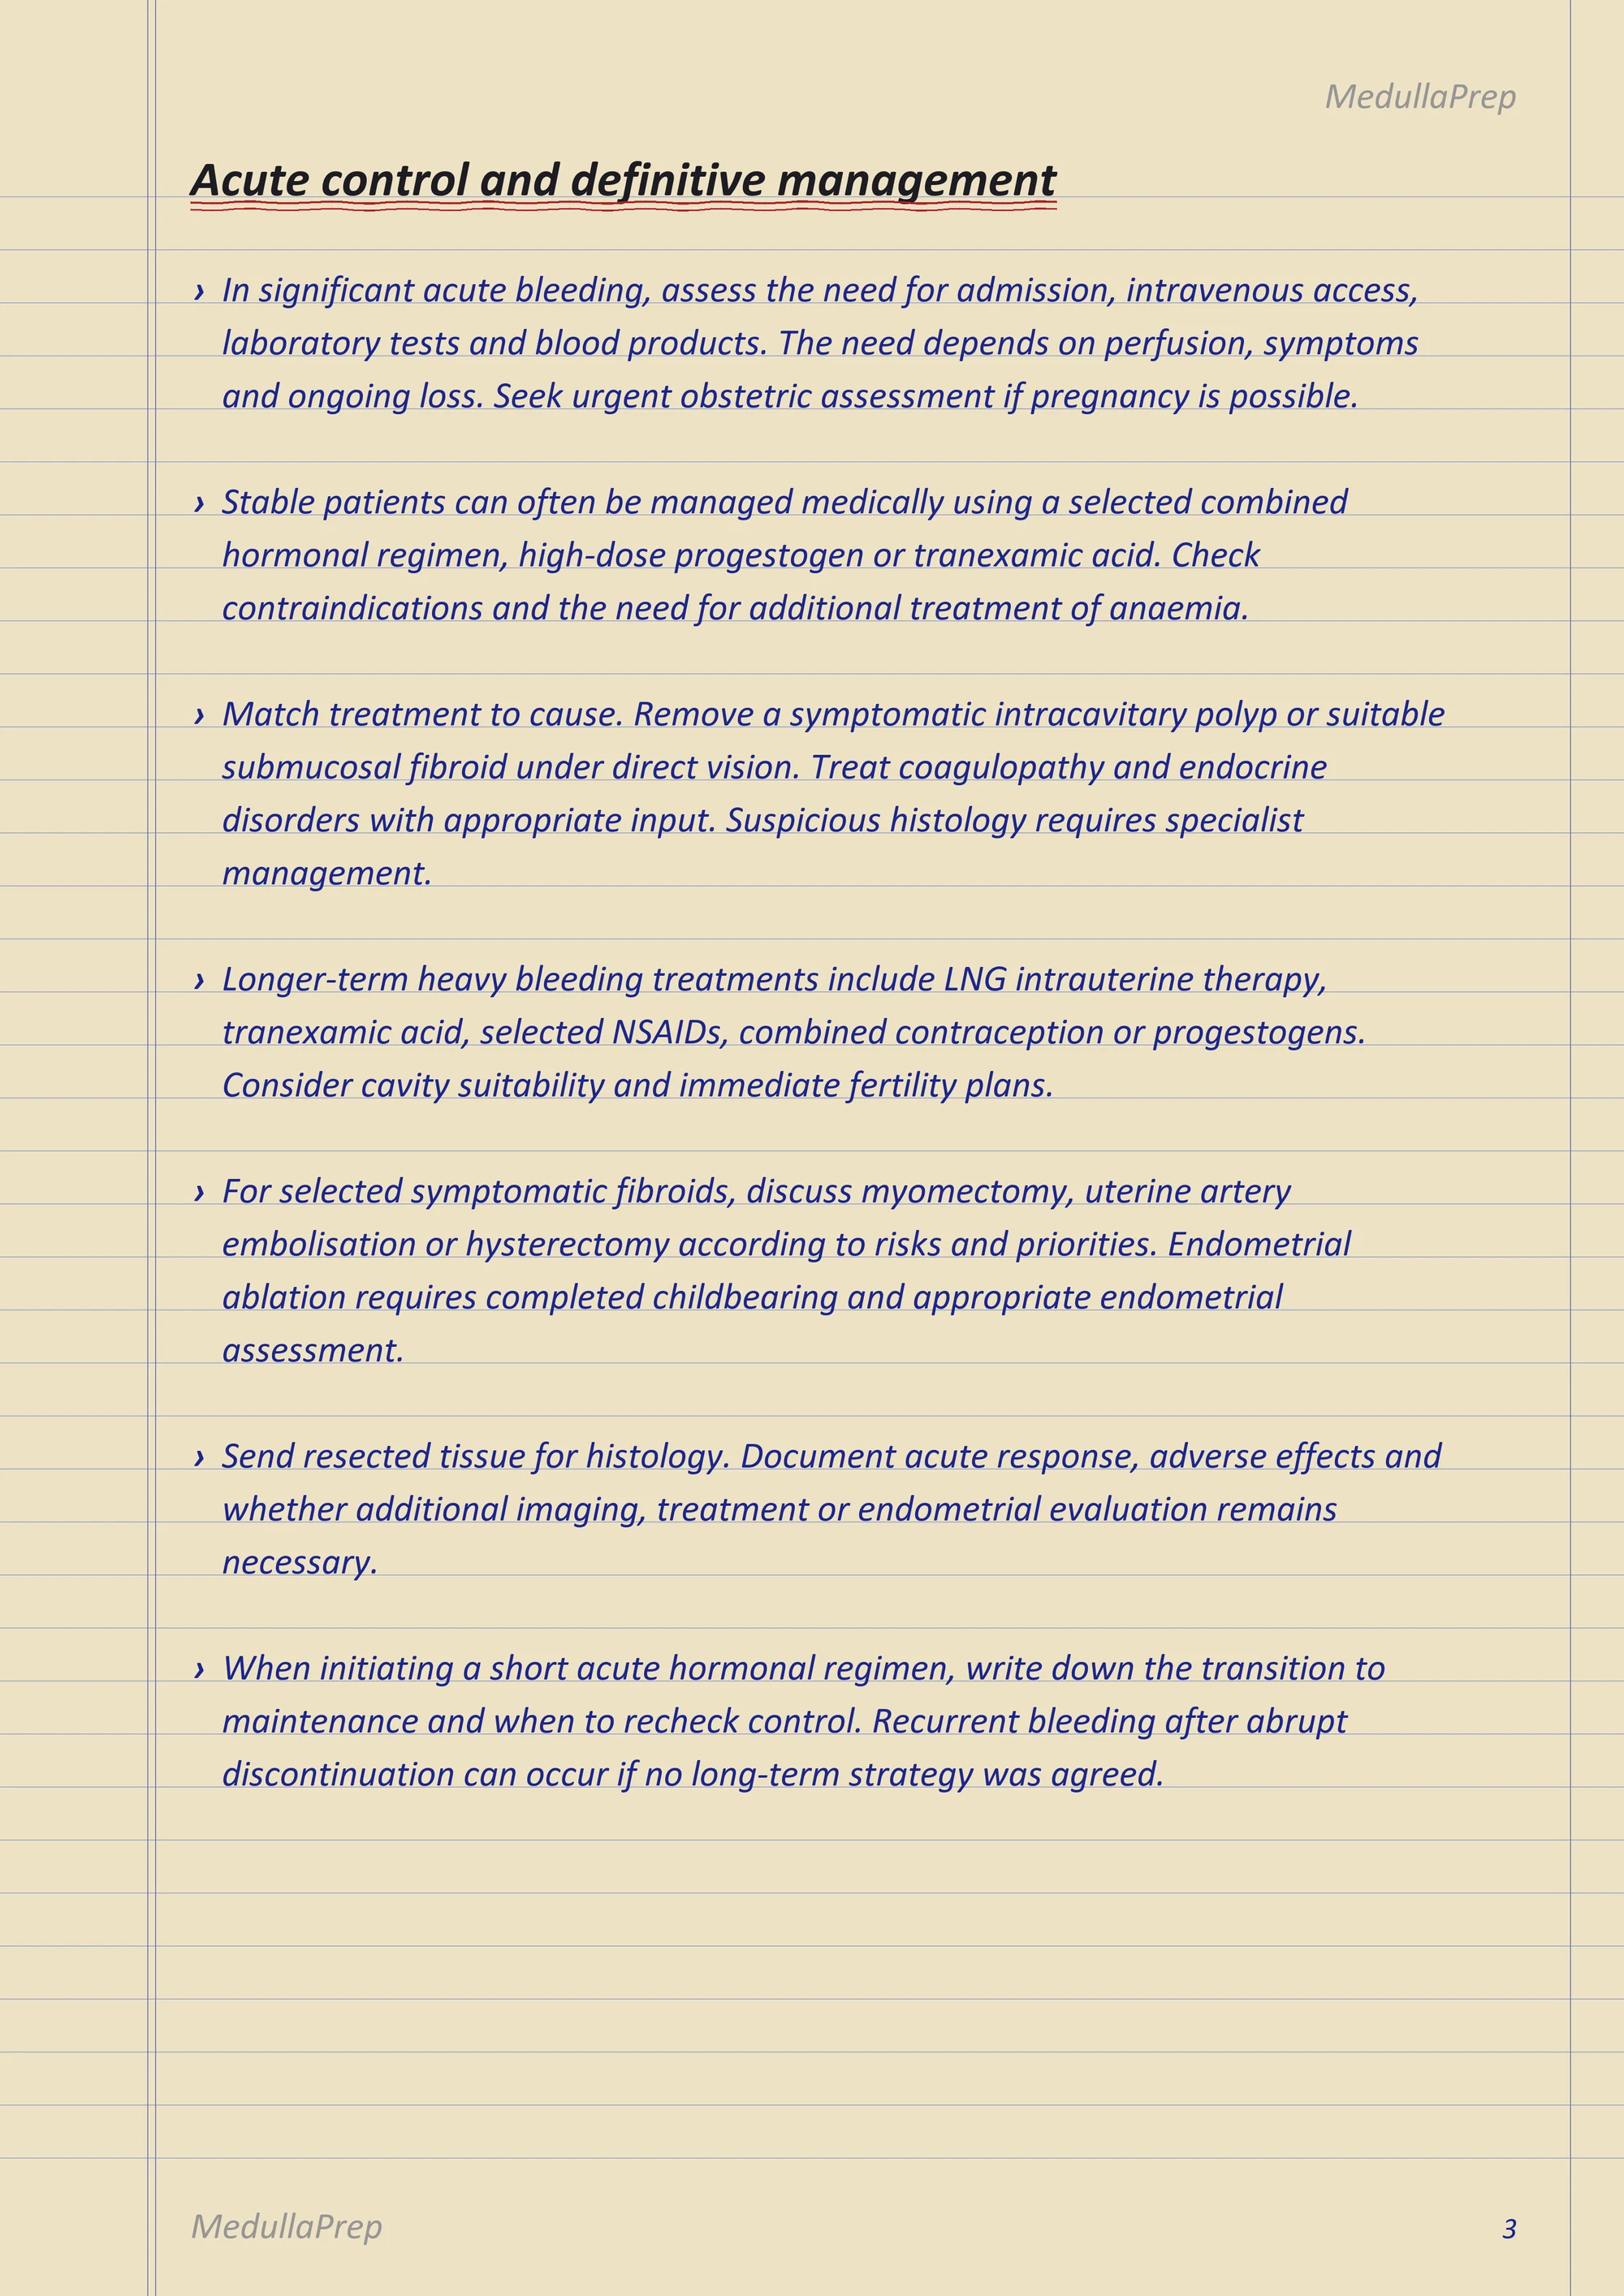 MedullaPrep
Acute control and definitive management
› In significant acute bleeding, assess the need for admission, intravenous access,
laboratory tests and blood products. The need depends on perfusion, symptoms
and ongoing loss. Seek urgent obstetric assessment if pregnancy is possible.
› Stable patients can often be managed medically using a selected combined
hormonal regimen, high-dose progestogen or tranexamic acid. Check
contraindications and the need for additional treatment of anaemia.
› Match treatment to cause. Remove a symptomatic intracavitary polyp or suitable
submucosal fibroid under direct vision. Treat coagulopathy and endocrine
disorders with appropriate input. Suspicious histology requires specialist
management.
› Longer-term heavy bleeding treatments include LNG intrauterine therapy,
tranexamic acid, selected NSAIDs, combined contraception or progestogens.
Consider cavity suitability and immediate fertility plans.
› For selected symptomatic fibroids, discuss myomectomy, uterine artery
embolisation or hysterectomy according to risks and priorities. Endometrial
ablation requires completed childbearing and appropriate endometrial
assessment.
› Send resected tissue for histology. Document acute response, adverse effects and
whether additional imaging, treatment or endometrial evaluation remains
necessary.
› When initiating a short acute hormonal regimen, write down the transition to
maintenance and when to recheck control. Recurrent bleeding after abrupt
discontinuation can occur if no long-term strategy was agreed.
MedullaPrep
3